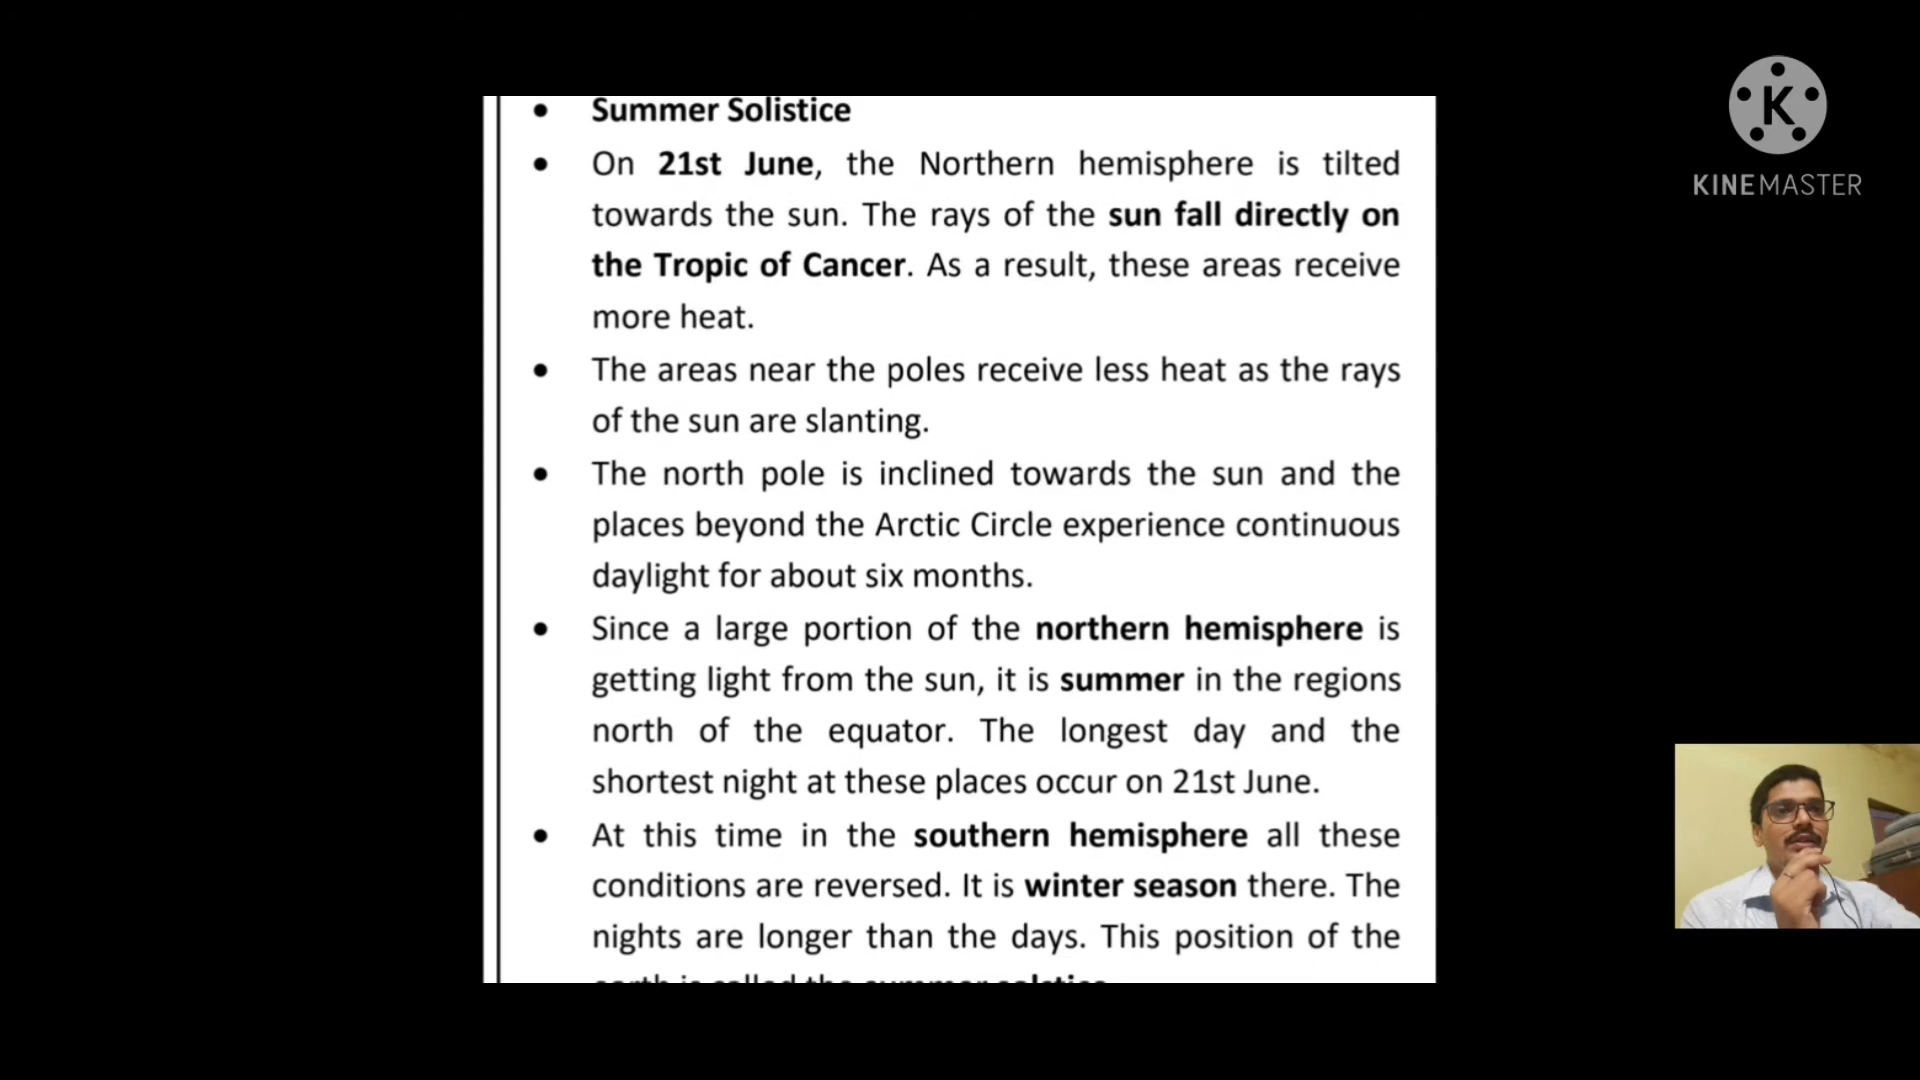 Summer Solistice
On 21st June, the Northern hemisphere is tilted
towards the sun. The rays of the sun fall directly on
the Tropic of Cancer. As a result, these areas receive
more heat.
The areas near the poles receive less heat as the rays
of the sun are slanting.
The north pole is inclined towards the sun and the
places beyond the Arctic Circle experience continuous
daylight for about six months.
Since a large portion of the northern hemisphere is
getting light from the sun, it is summer in the regions
north of the equator. The longest day and the
shortest night at these places occur on 21st June.
At this time in the southern hemisphere all these
conditions are reversed. It is winter season there. The
nights are longer than the days. This position of the
earth is called the summer solstice
K
KINEMASTER